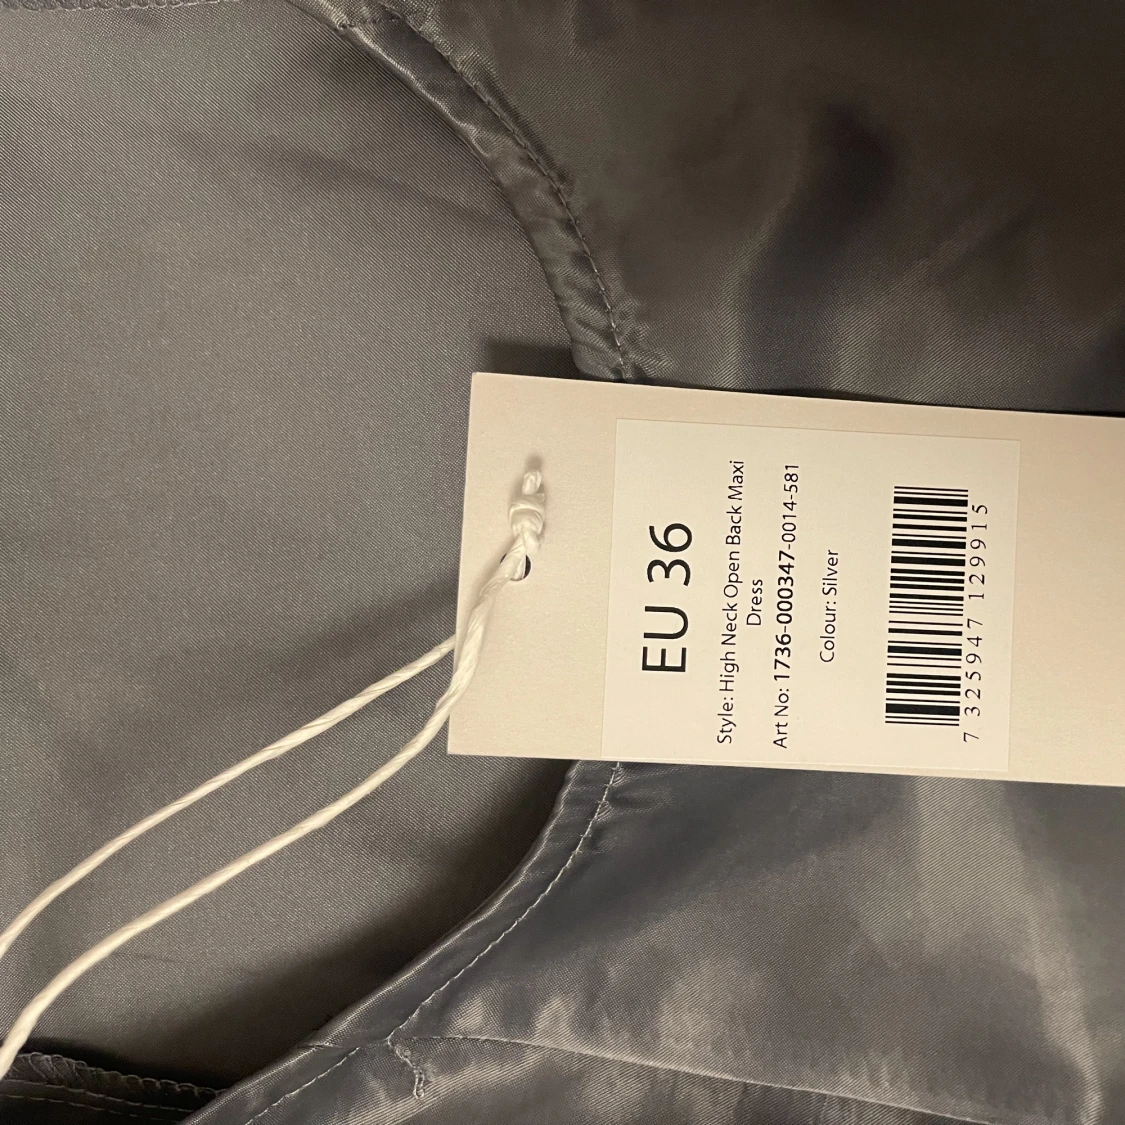 EU 36
Style: High Neck Open Back Maxi
Dress
Art No: 1736-000347-0014-581
Colour: Silver
7 325947 129915